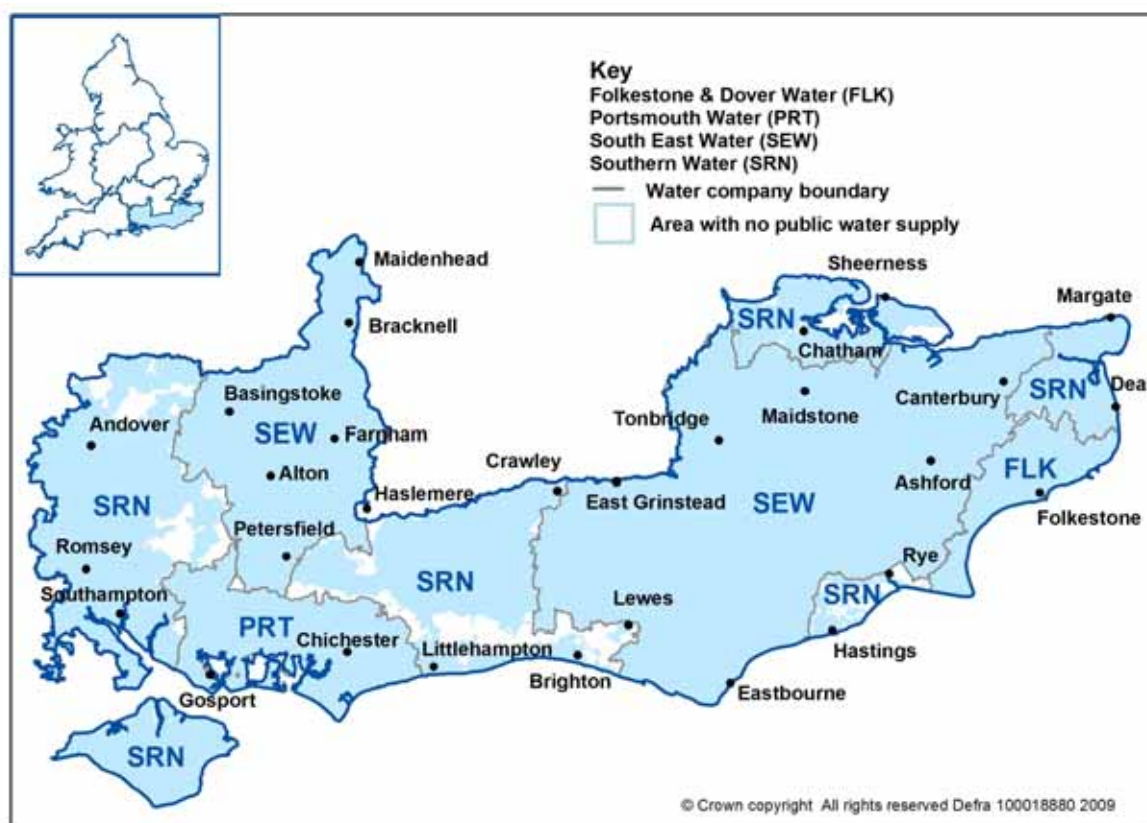 Key
Folkestone & Dover Water (FLK)
Portsmouth Water (PRT)
South East Water (SEW)
Southern Water (SRN)
Water company boundary
Area with no public water supply
Maidenhead
Sheerness
Margate
Bracknell
SRN
Chatham
Basingstoke
Canterbury
SRN
Dea
Andover
SEW
Farnham
Tonbridge
Maidstone
Alton
Crawley
Ashford
FLK
SRN
Haslemere
East Grinstead
SEW
Folkestone
Petersfield
Romsey
SRN
Rye
Southampton
SRN
Lewes
PRT
Chichester
Littlehampton
Hastings
Brighton
Gosport
Eastbourne
SRN
© Crown copyright All rights reserved Defra 100018880 2009